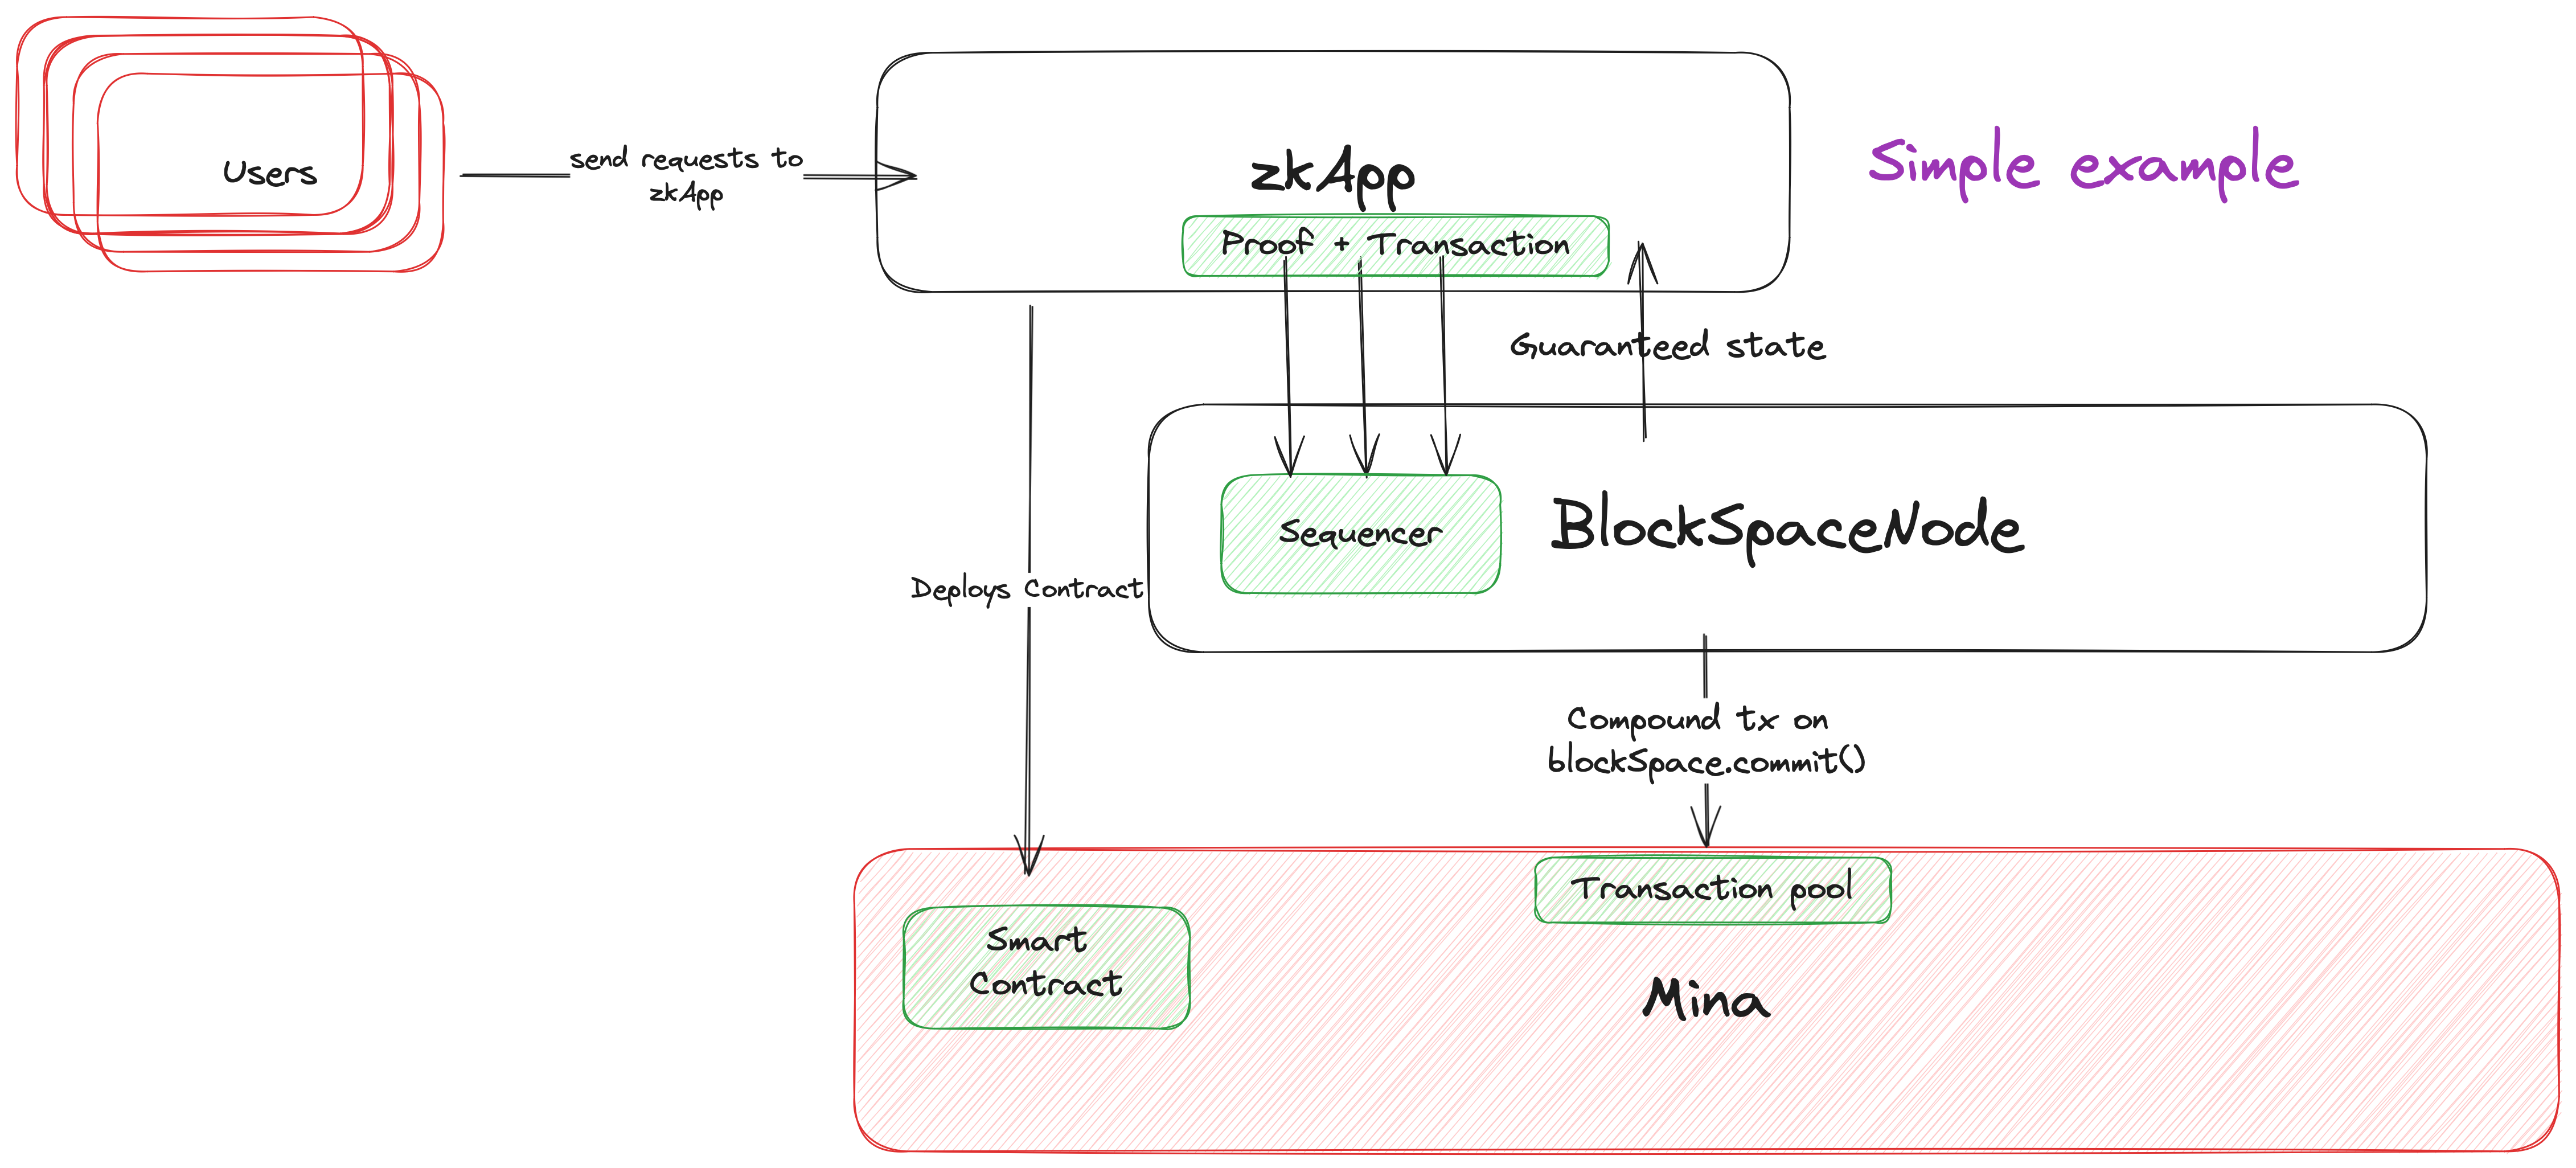 Users
send requests to
zkApp
zkApp
Proof + Transaction
Simple example
Guaranteed state
Sequencer
BlockSpaceNode
Deploys Contract
Compound tx on
blockSpace.commit()
Transaction pool
Smart
Contract
Mina